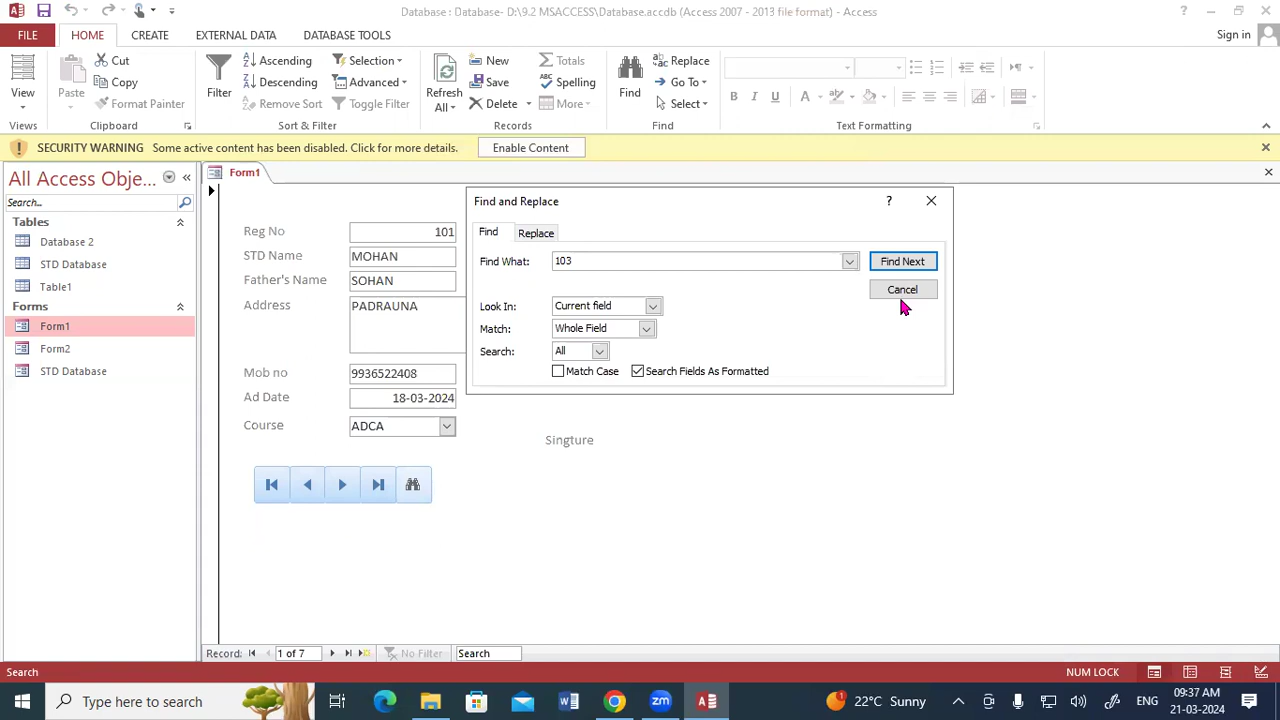 Database : Database- D:\9.2 MSACCESS\Database.accdb (Access 2007 - 2013 file format) - Access
FILE HOME CREATE EXTERNAL DATA DATABASE TOOLS Sign in
View
Views
Paste
Cut
Copy
Format Painter
Clipboard
Filter
Ascending
Descending
Remove Sort
Selection
Advanced
Toggle Filter
Sort & Filter
Refresh
All
New
Save
Delete
Totals
Spelling
More
Records
Find
Replace
Go To
Select
Find
B I U A
Text Formatting
SECURITY WARNING Some active content has been disabled. Click for more details. Enable Content
All Access Obje...
Search...
Tables
Database 2
STD Database
Table1
Forms
Form1
Form2
STD Database
Form1
Reg No 101
STD Name MOHAN
Father's Name SOHAN
Address PADRAUNA
Mob no 9936522408
Ad Date 18-03-2024
Course ADCA
Singture
Find and Replace ?
Find Replace
Find What: 103 Find Next
Cancel
Look In: Current field
Match: Whole Field
Search: All
Match Case Search Fields As Formatted
Record: 1 of 7 No Filter Search
Search NUM LOCK
Type here to search zm 22°C Sunny ENG 09:37 AM
21-03-2024